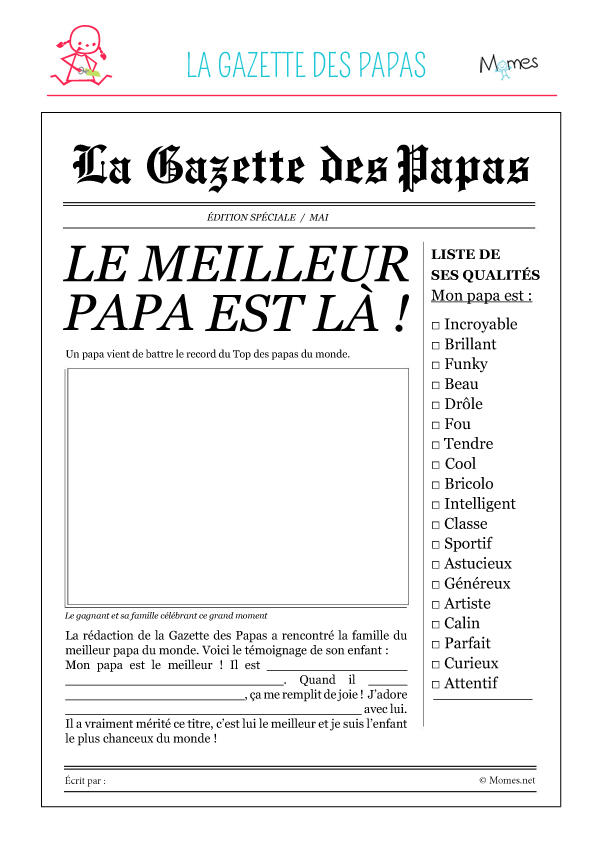 LA GAZETTE DES PAPAS
Momes
La Gazette des Papas
ÉDITION SPÉCIALE / MAI
LE MEILLEUR
PAPA EST LÀ !
Un papa vient de battre le record du Top des papas du monde.
Le gagnant et sa famille célébrant ce grand moment
La rédaction de la Gazette des Papas a rencontré la famille du
meilleur papa du monde. Voici le témoignage de son enfant :
Mon papa est le meilleur ! Il est ______________________
___________________________________. Quand il ______
_____________________________, ça me remplit de joie ! J'adore
________________________________________________ avec lui.
Il a vraiment mérité ce titre, c'est lui le meilleur et je suis l'enfant
le plus chanceux du monde !
LISTE DE
SES QUALITÉS
Mon papa est :
□ Incroyable
□ Brillant
□ Funky
□ Beau
□ Drôle
□ Fou
□ Tendre
□ Cool
□ Bricolo
□ Intelligent
□ Classe
□ Sportif
□ Astucieux
□ Généreux
□ Artiste
□ Calin
□ Parfait
□ Curieux
□ Attentif
Écrit par :
© Momes.net